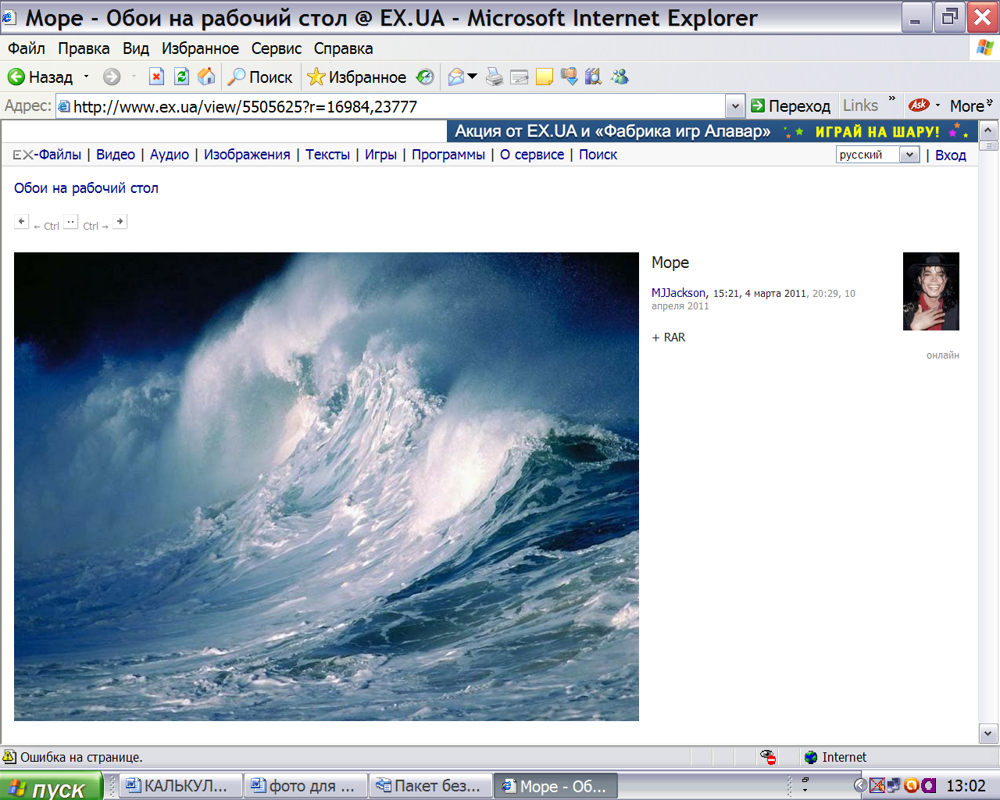 Море - Обои на рабочий стол @ EX.UA - Microsoft Internet Explorer
Файл Правка Вид Избранное Сервис Справка
Назад Поиск Избранное
Адрес: http://www.ex.ua/view/5505625?r=16984,23777 Переход Links » Ask More »
Акция от EX.UA и «Фабрика игр Алавар» ИГРАЙ НА ШАРУ!
EX-Файлы | Видео | Аудио | Изображения | Тексты | Игры | Программы | О сервисе | Поиск русский | Вход
Обои на рабочий стол
← Ctrl .. Ctrl →
Море
MJJackson, 15:21, 4 марта 2011, 20:29, 10
апреля 2011
+ RAR
онлайн
Ошибка на странице. Internet
пуск КАЛЬКУЛ... фото для ... Пакет без... Море - Об... 13:02